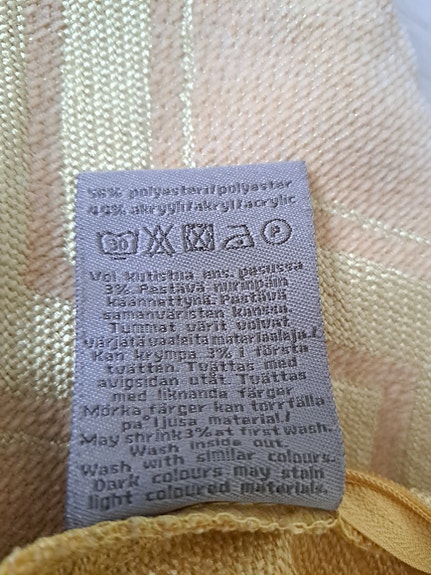 56% polyesteri/polyester
44% akryyli/akryl/acrylic
30 P
Voi kutistua ens. pesussa
3%. Pestävä nurinpäin
käännettynä. Pestävä
samanväristen kanssa.
Tummat värit voivat
värjätä vaaleita materiaaleja./
Kan krympa 3% i första
tvätten. Tvättas med
avigsidan utåt. Tvättas
med liknande färger
Mörka färger kan torrfälla
på ljusa material./
May shrink 3% at first wash.
Wash inside out.
Wash with similar colours.
Dark colours may stain
light coloured materials.